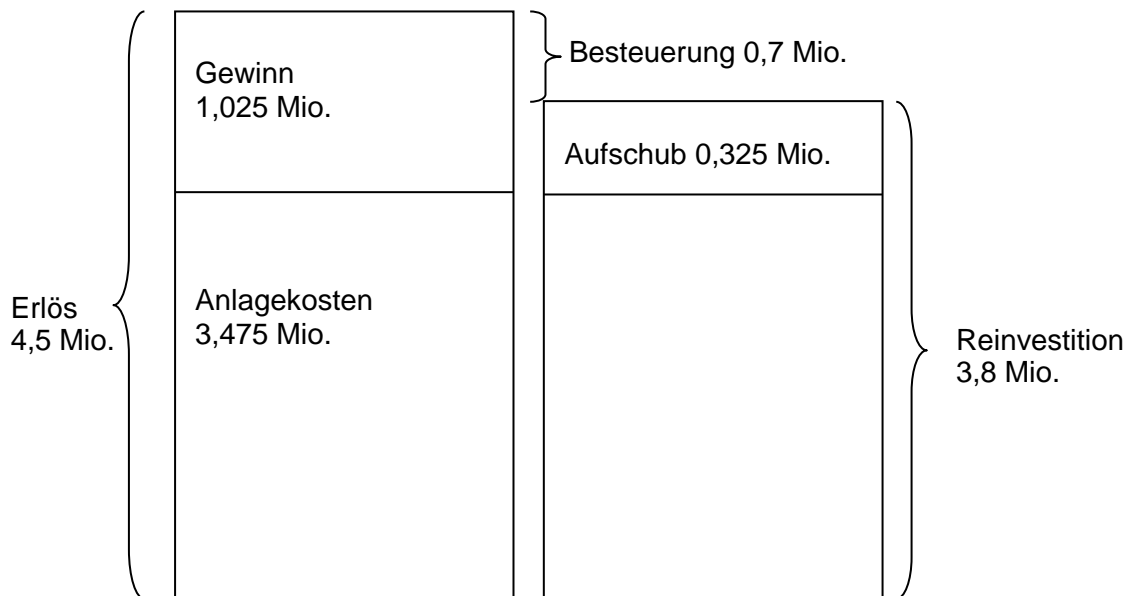 Besteuerung 0,7 Mio.
Gewinn
1,025 Mio.
Aufschub 0,325 Mio.
Erlös
4,5 Mio.
Anlagekosten
3,475 Mio.
Reinvestition
3,8 Mio.